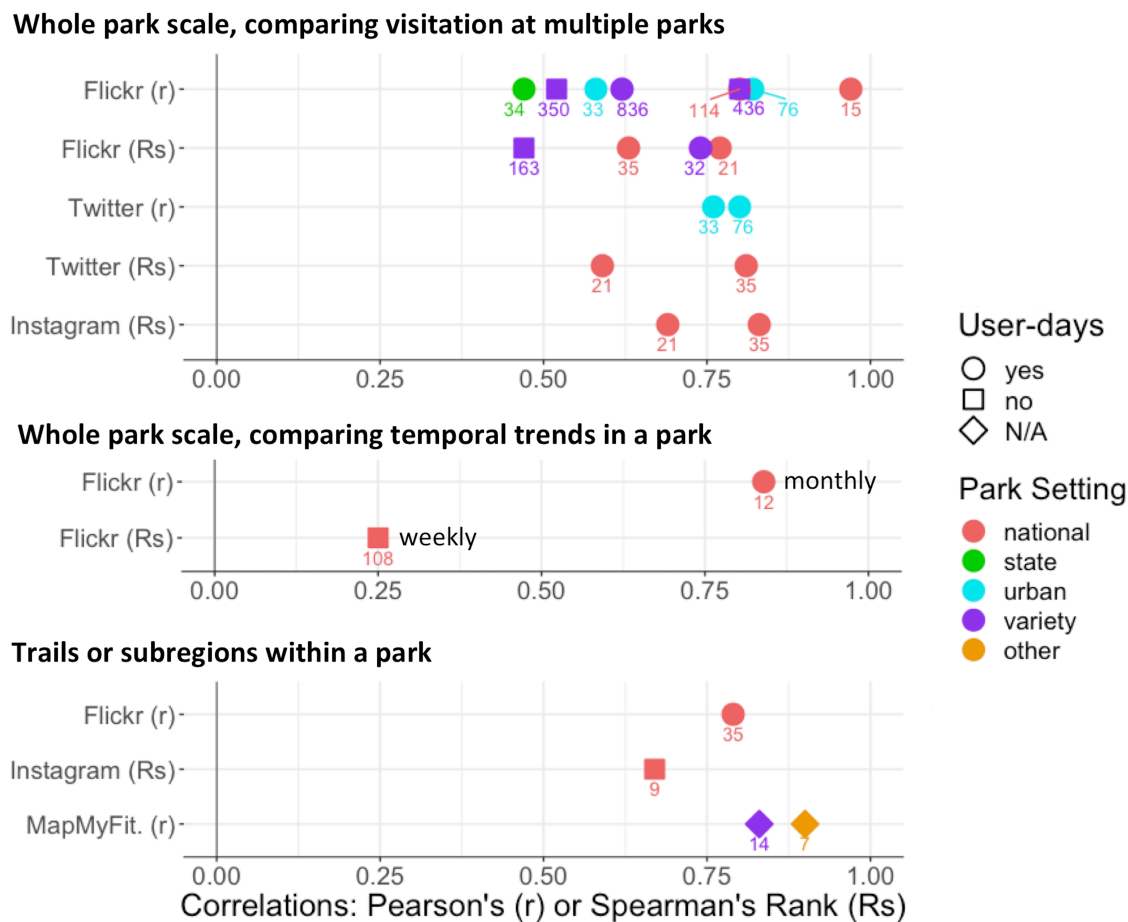 Whole park scale, comparing visitation at multiple parks
Flickr (r)
34 350 33 836 114 436 76 15
Flickr (Rs)
163 35 32 21
Twitter (r)
33 76
Twitter (Rs)
21 35
Instagram (Rs)
21 35
0.00 0.25 0.50 0.75 1.00
Whole park scale, comparing temporal trends in a park
Flickr (r)
monthly
12
Flickr (Rs)
weekly
108
0.00 0.25 0.50 0.75 1.00
Trails or subregions within a park
Flickr (r)
35
Instagram (Rs)
9
MapMyFit. (r)
14 7
0.00 0.25 0.50 0.75 1.00
Correlations: Pearson's (r) or Spearman's Rank (Rs)
User-days
yes
no
N/A
Park Setting
national
state
urban
variety
other